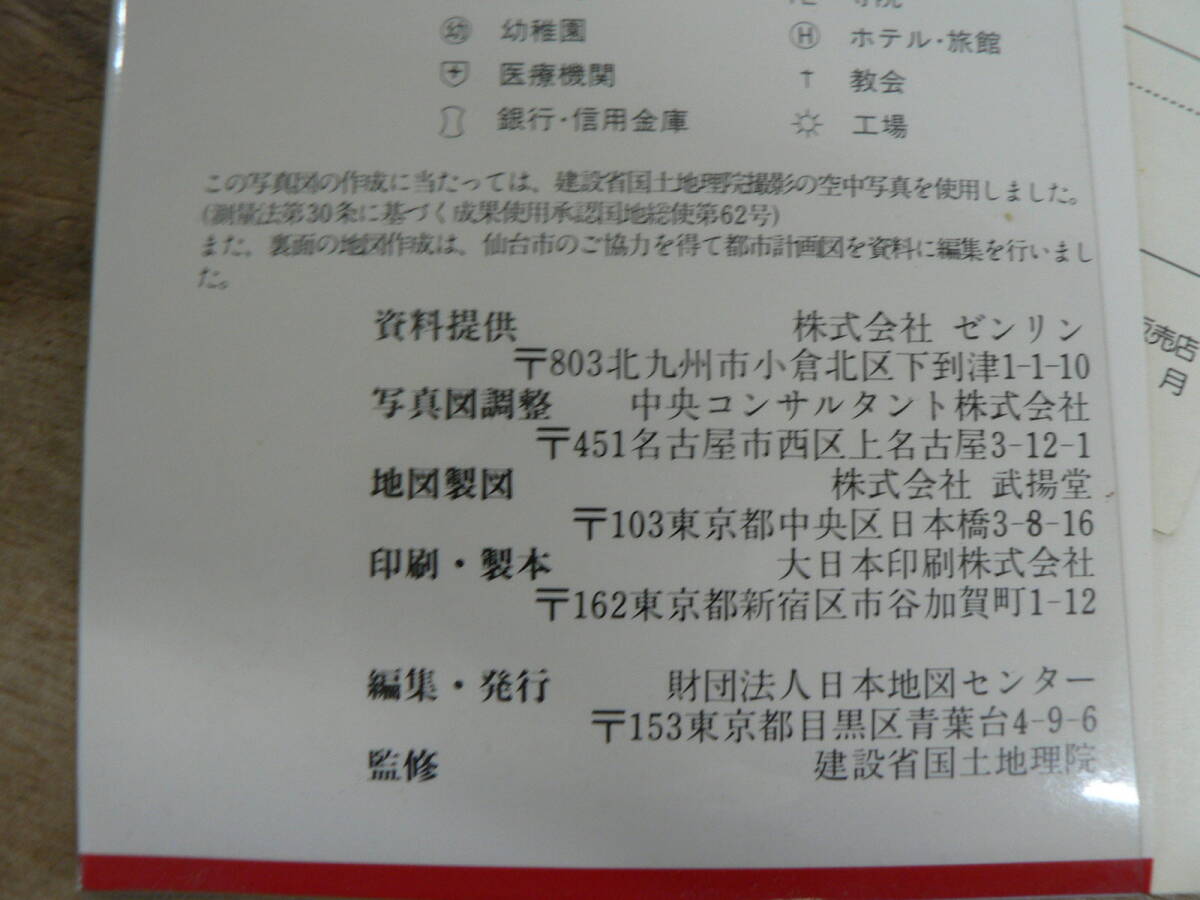 寺院
幼 幼稚園
H ホテル・旅館
医療機関
教会
銀行・信用金庫
工場
この写真図の作成に当たっては、建設省国土地理院撮影の空中写真を使用しました。
(測量法第30条に基づく成果使用承認国地総使第62号)
また、裏面の地図作成は、仙台市のご協力を得て都市計画図を資料に編集を行いまし
た。
資料提供 株式会社 ゼンリン
〒803北九州市小倉北区下到津1-1-10
写真図調整 中央コンサルタント株式会社
〒451名古屋市西区上名古屋3-12-1
地図製図 株式会社 武揚堂
〒103東京都中央区日本橋3-8-16
印刷・製本 大日本印刷株式会社
〒162東京都新宿区市谷加賀町1-12
編集・発行 財団法人日本地図センター
〒153東京都目黒区青葉台4-9-6
監修 建設省国土地理院
販売店
月